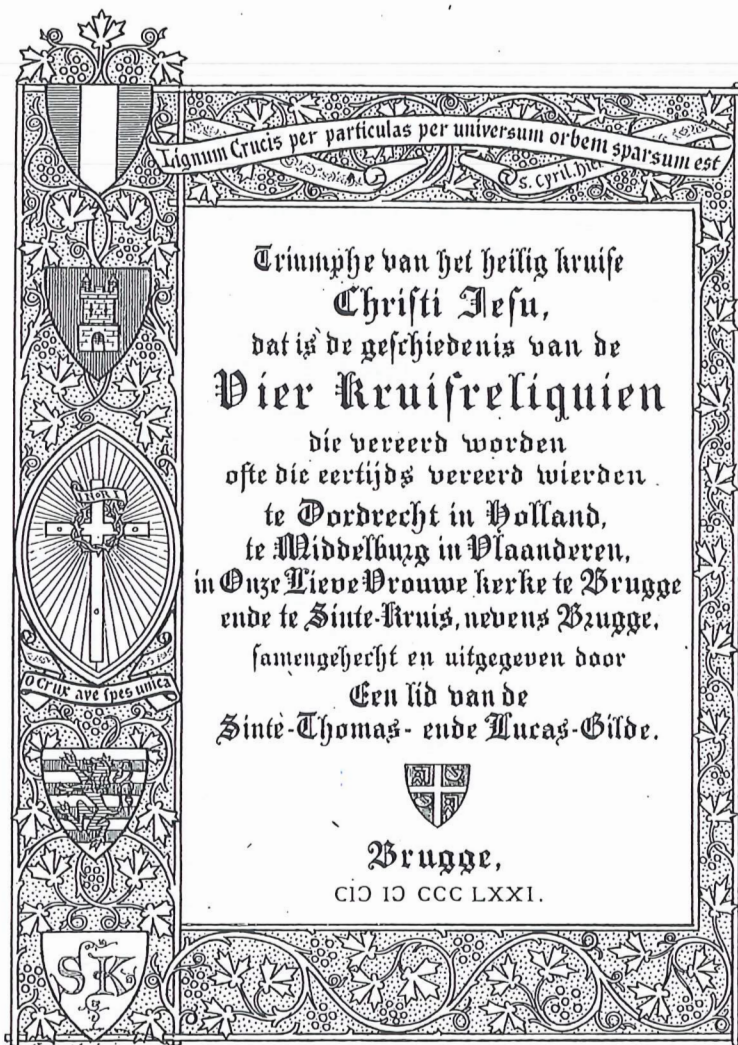 Lignum Crucis per particulas per universum orbem sparsum est
s. Cyril.
Triumphe van het heilig kruiſe
Chriſti Jeſu,
dat is de geſchiedenis van de
Vier Kruiſreliquien
die vereerd worden
ofte die eertijds vereerd wierden
te Dordrecht in Holland,
te Middelburg in Vlaanderen,
in Onze Lieve Vrouwe kerke te Brugge
ende te Sinte-Kruis, nevens Brugge,
ſamengehecht en uitgegeven door
Een lid van de
Sinte-Thomas- ende Lucas-Gilde.
Brugge,
CIƆ IƆ CCC LXXI.
INRI
O Crux ave ſpes unica
SK